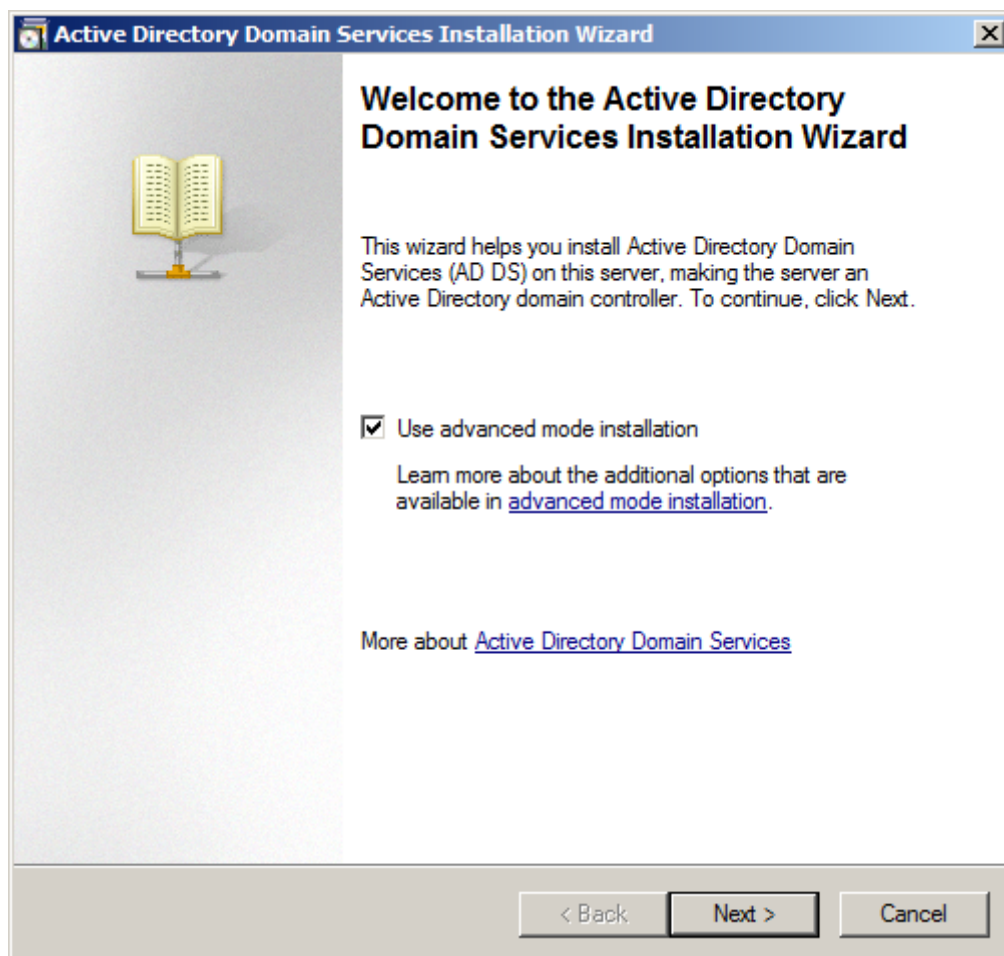 Active Directory Domain Services Installation Wizard
Welcome to the Active Directory
Domain Services Installation Wizard
This wizard helps you install Active Directory Domain
Services (AD DS) on this server, making the server an
Active Directory domain controller. To continue, click Next.
Use advanced mode installation
Learn more about the additional options that are
available in advanced mode installation.
More about Active Directory Domain Services
< Back
Next >
Cancel